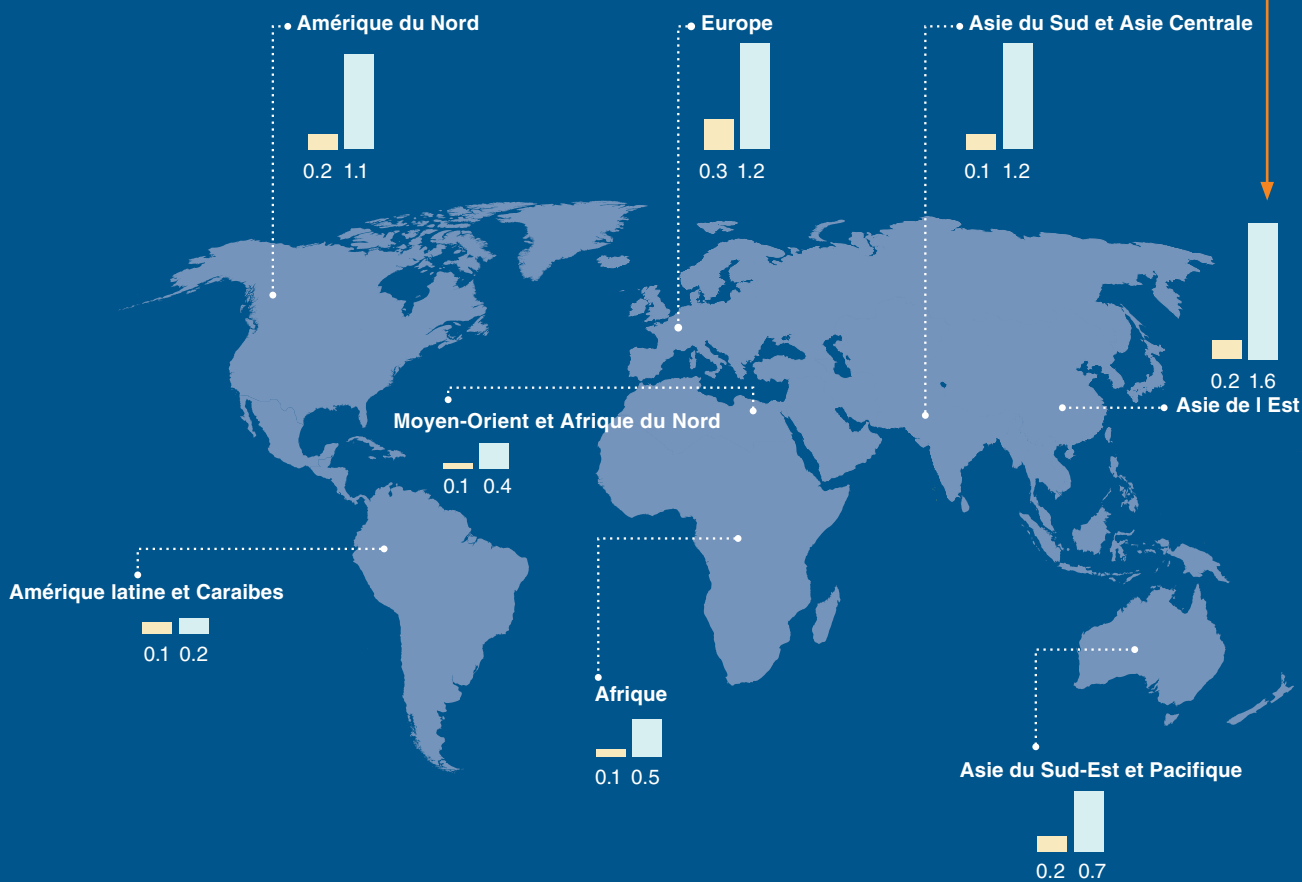 Amérique du Nord
0.2 1.1
Europe
0.3 1.2
Asie du Sud et Asie Centrale
0.1 1.2
0.2 1.6
Asie de l Est
Moyen-Orient et Afrique du Nord
0.1 0.4
Amérique latine et Caraibes
0.1 0.2
Afrique
0.1 0.5
Asie du Sud-Est et Pacifique
0.2 0.7